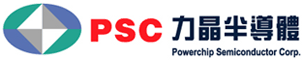 PSC 力晶半導體
Powerchip Semiconductor Corp.